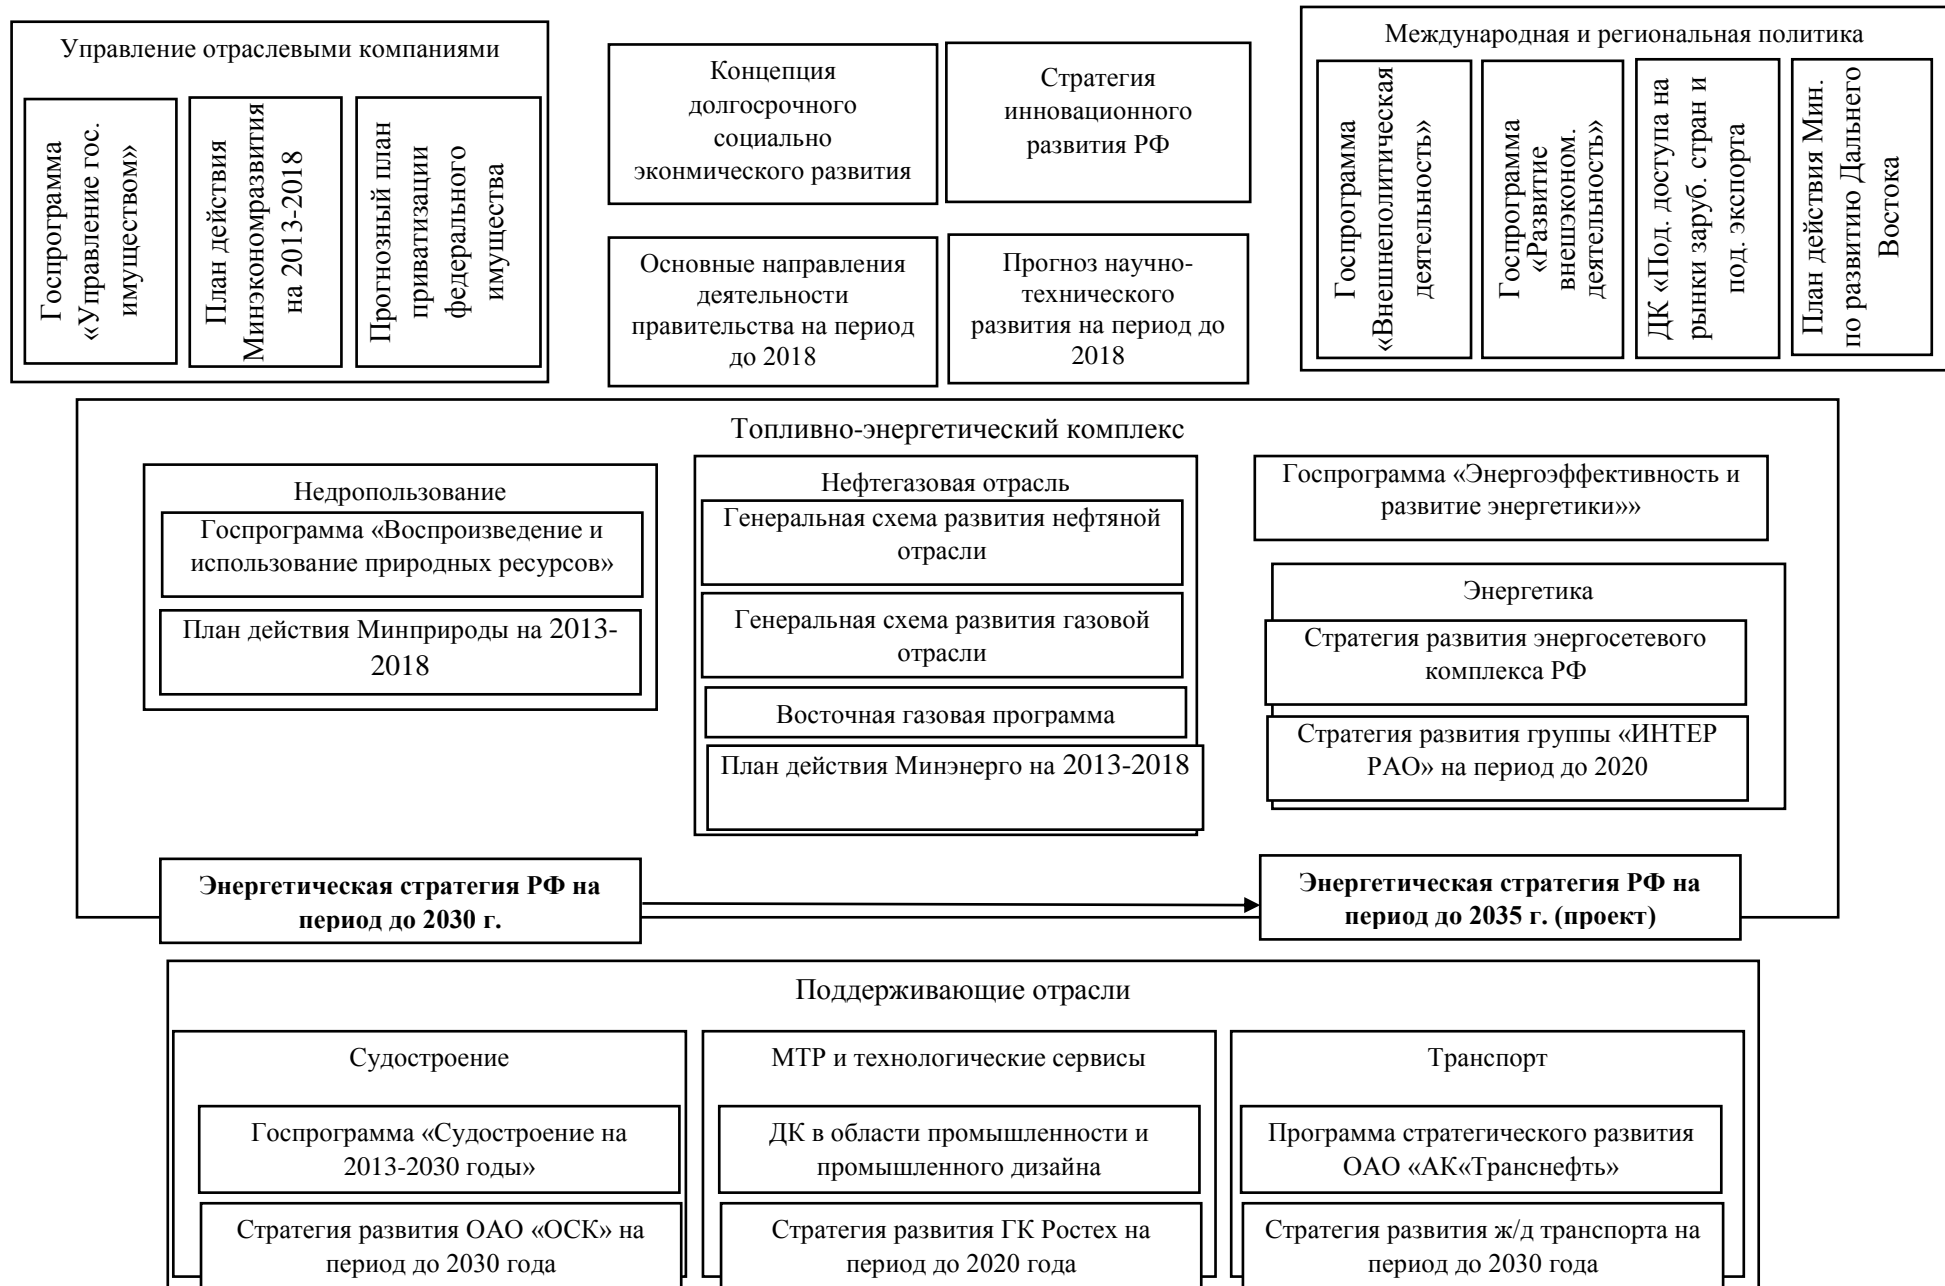 Управление отраслевыми компаниями
Госпрограмма
«Управление гос.
имуществом»
План действия
Минэкономразвития
на 2013-2018
Прогнозный план
приватизации
федерального
имущества
Концепция
долгосрочного
социально
эконмического развития
Стратегия
инновационного
развития РФ
Основные направления
деятельности
правительства на период
до 2018
Прогноз научно-
технического
развития на период до
2018
Международная и региональная политика
Госпрограмма
«Внешнеполитическая
деятельность»
Госпрограмма
«Развитие
внешэконом.
деятельность»
ДК «Под. доступа на
рынки заруб. стран и
под. экспорта
План действия Мин.
по развитию Дальнего
Востока
Топливно-энергетический комплекс
Недропользование
Госпрограмма «Воспроизведение и
использование природных ресурсов»
План действия Минприроды на 2013-
2018
Нефтегазовая отрасль
Генеральная схема развития нефтяной
отрасли
Генеральная схема развития газовой
отрасли
Восточная газовая программа
План действия Минэнерго на 2013-2018
Госпрограмма «Энергоэффективность и
развитие энергетики»»
Энергетика
Стратегия развития энергосетевого
комплекса РФ
Стратегия развития группы «ИНТЕР
РАО» на период до 2020
Энергетическая стратегия РФ на
период до 2030 г.
Энергетическая стратегия РФ на
период до 2035 г. (проект)
Поддерживающие отрасли
Судостроение
Госпрограмма «Судостроение на
2013-2030 годы»
Стратегия развития ОАО «ОСК» на
период до 2030 года
МТР и технологические сервисы
ДК в области промышленности и
промышленного дизайна
Стратегия развития ГК Ростех на
период до 2020 года
Транспорт
Программа стратегического развития
ОАО «АК«Транснефть»
Стратегия развития ж/д транспорта на
период до 2030 года